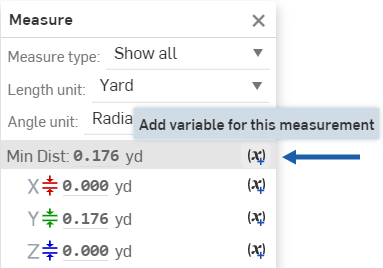 Measure
Measure type: Show all
Length unit: Yard
Angle unit: Radia
Add variable for this measurement
Min Dist: 0.176 yd (x+)
X 0.000 yd (x+)
Y 0.176 yd (x+)
Z 0.000 yd (x+)